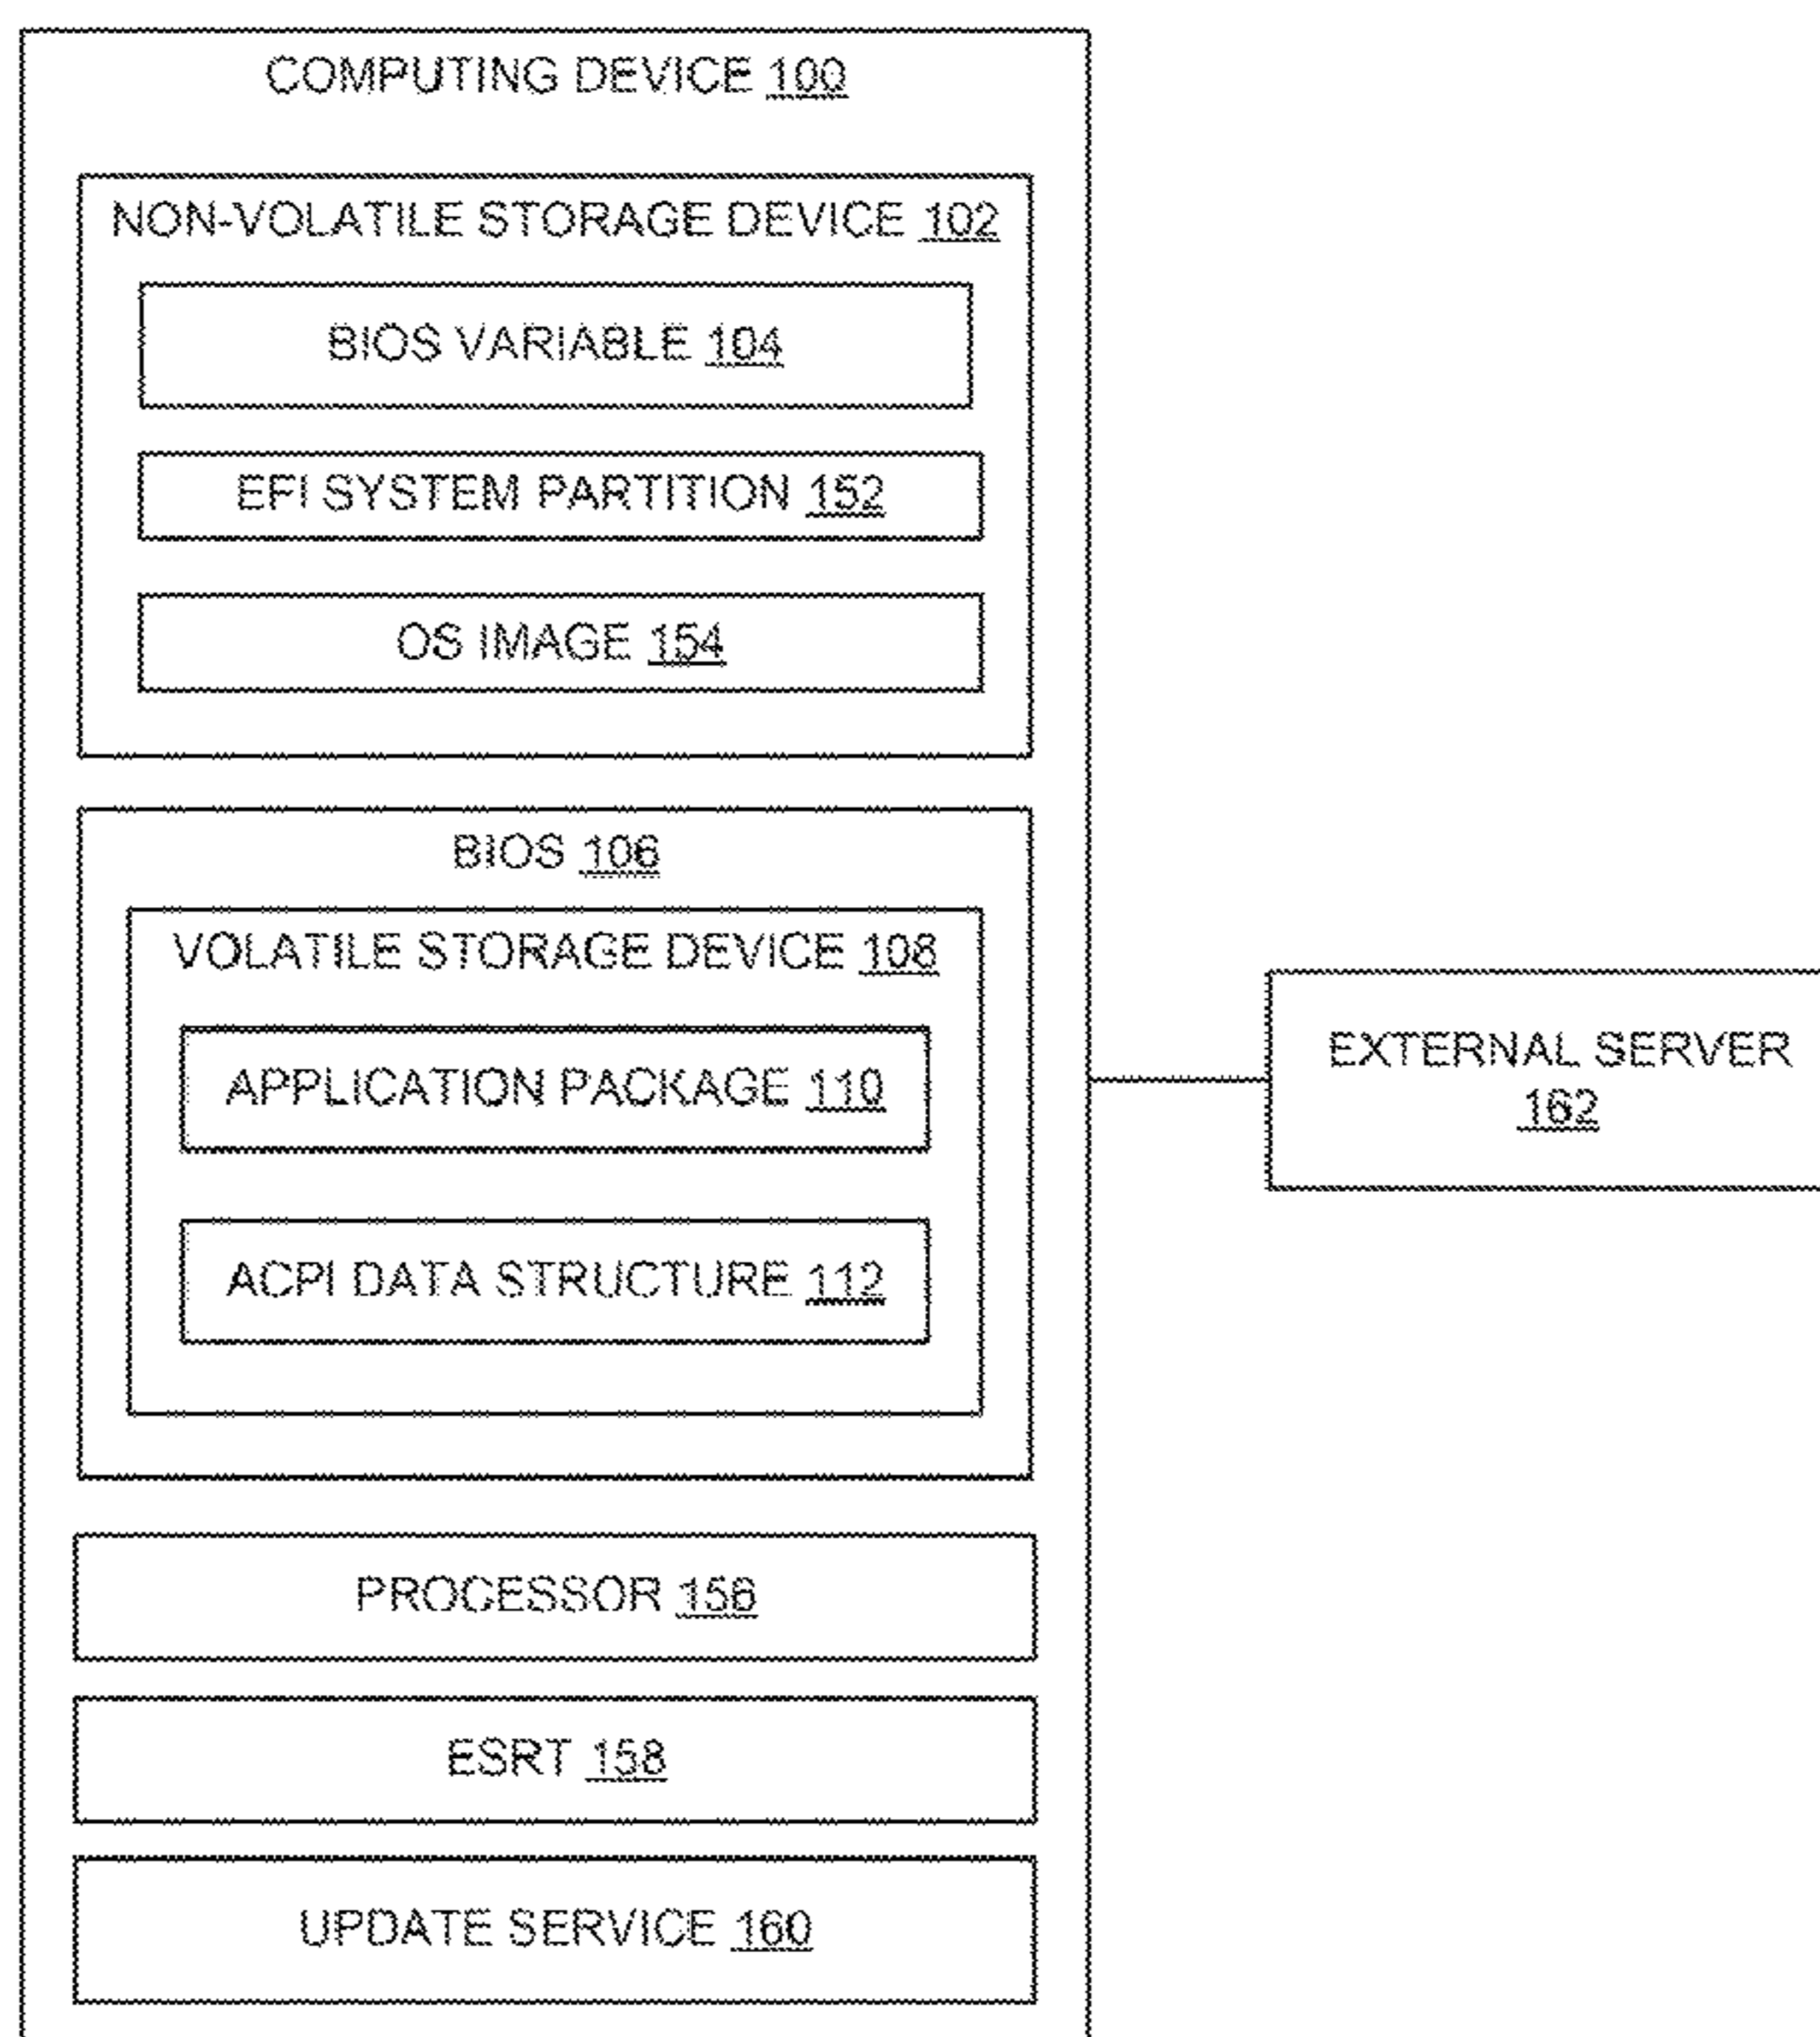 COMPUTING DEVICE 100
NON-VOLATILE STORAGE DEVICE 102
BIOS VARIABLE 104
EFI SYSTEM PARTITION 152
OS IMAGE 154
BIOS 106
VOLATILE STORAGE DEVICE 108
APPLICATION PACKAGE 110
ACPI DATA STRUCTURE 112
PROCESSOR 156
ESRT 158
UPDATE SERVICE 160
EXTERNAL SERVER
162